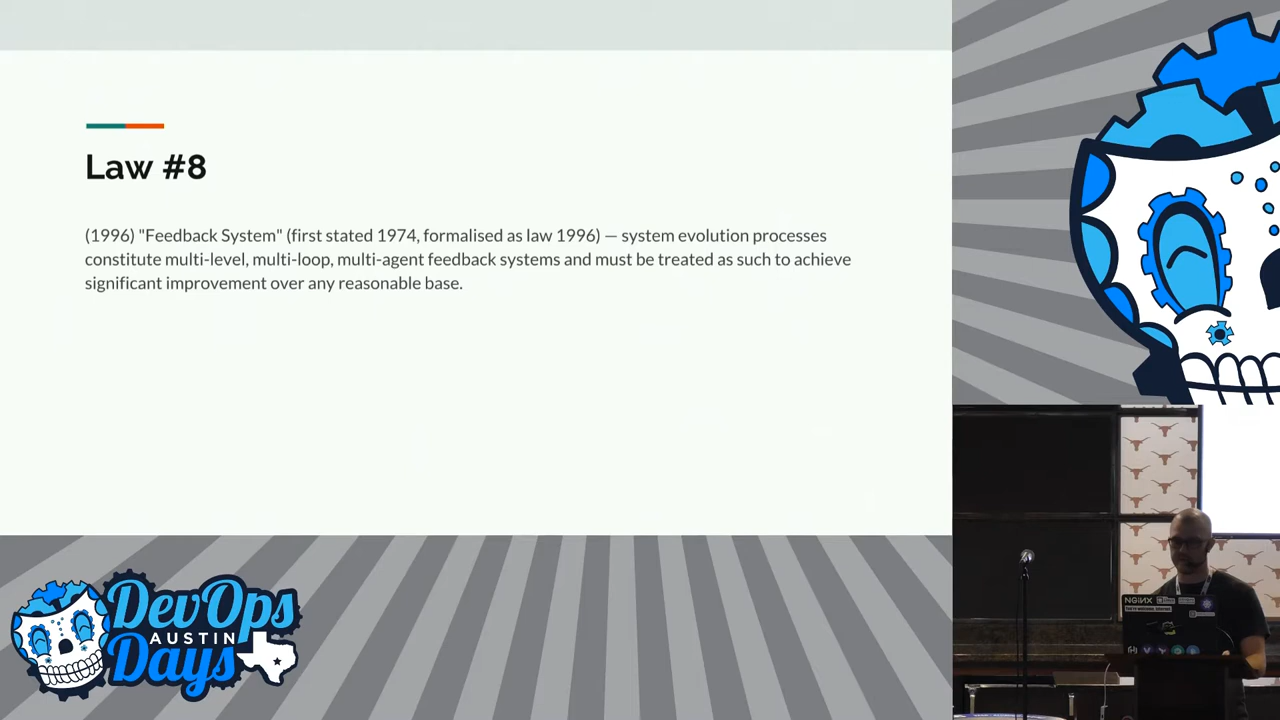 Law #8
(1996) "Feedback System" (first stated 1974, formalised as law 1996) — system evolution processes
constitute multi-level, multi-loop, multi-agent feedback systems and must be treated as such to achieve
significant improvement over any reasonable base.
DevOps
AUSTIN
Days
NGINX